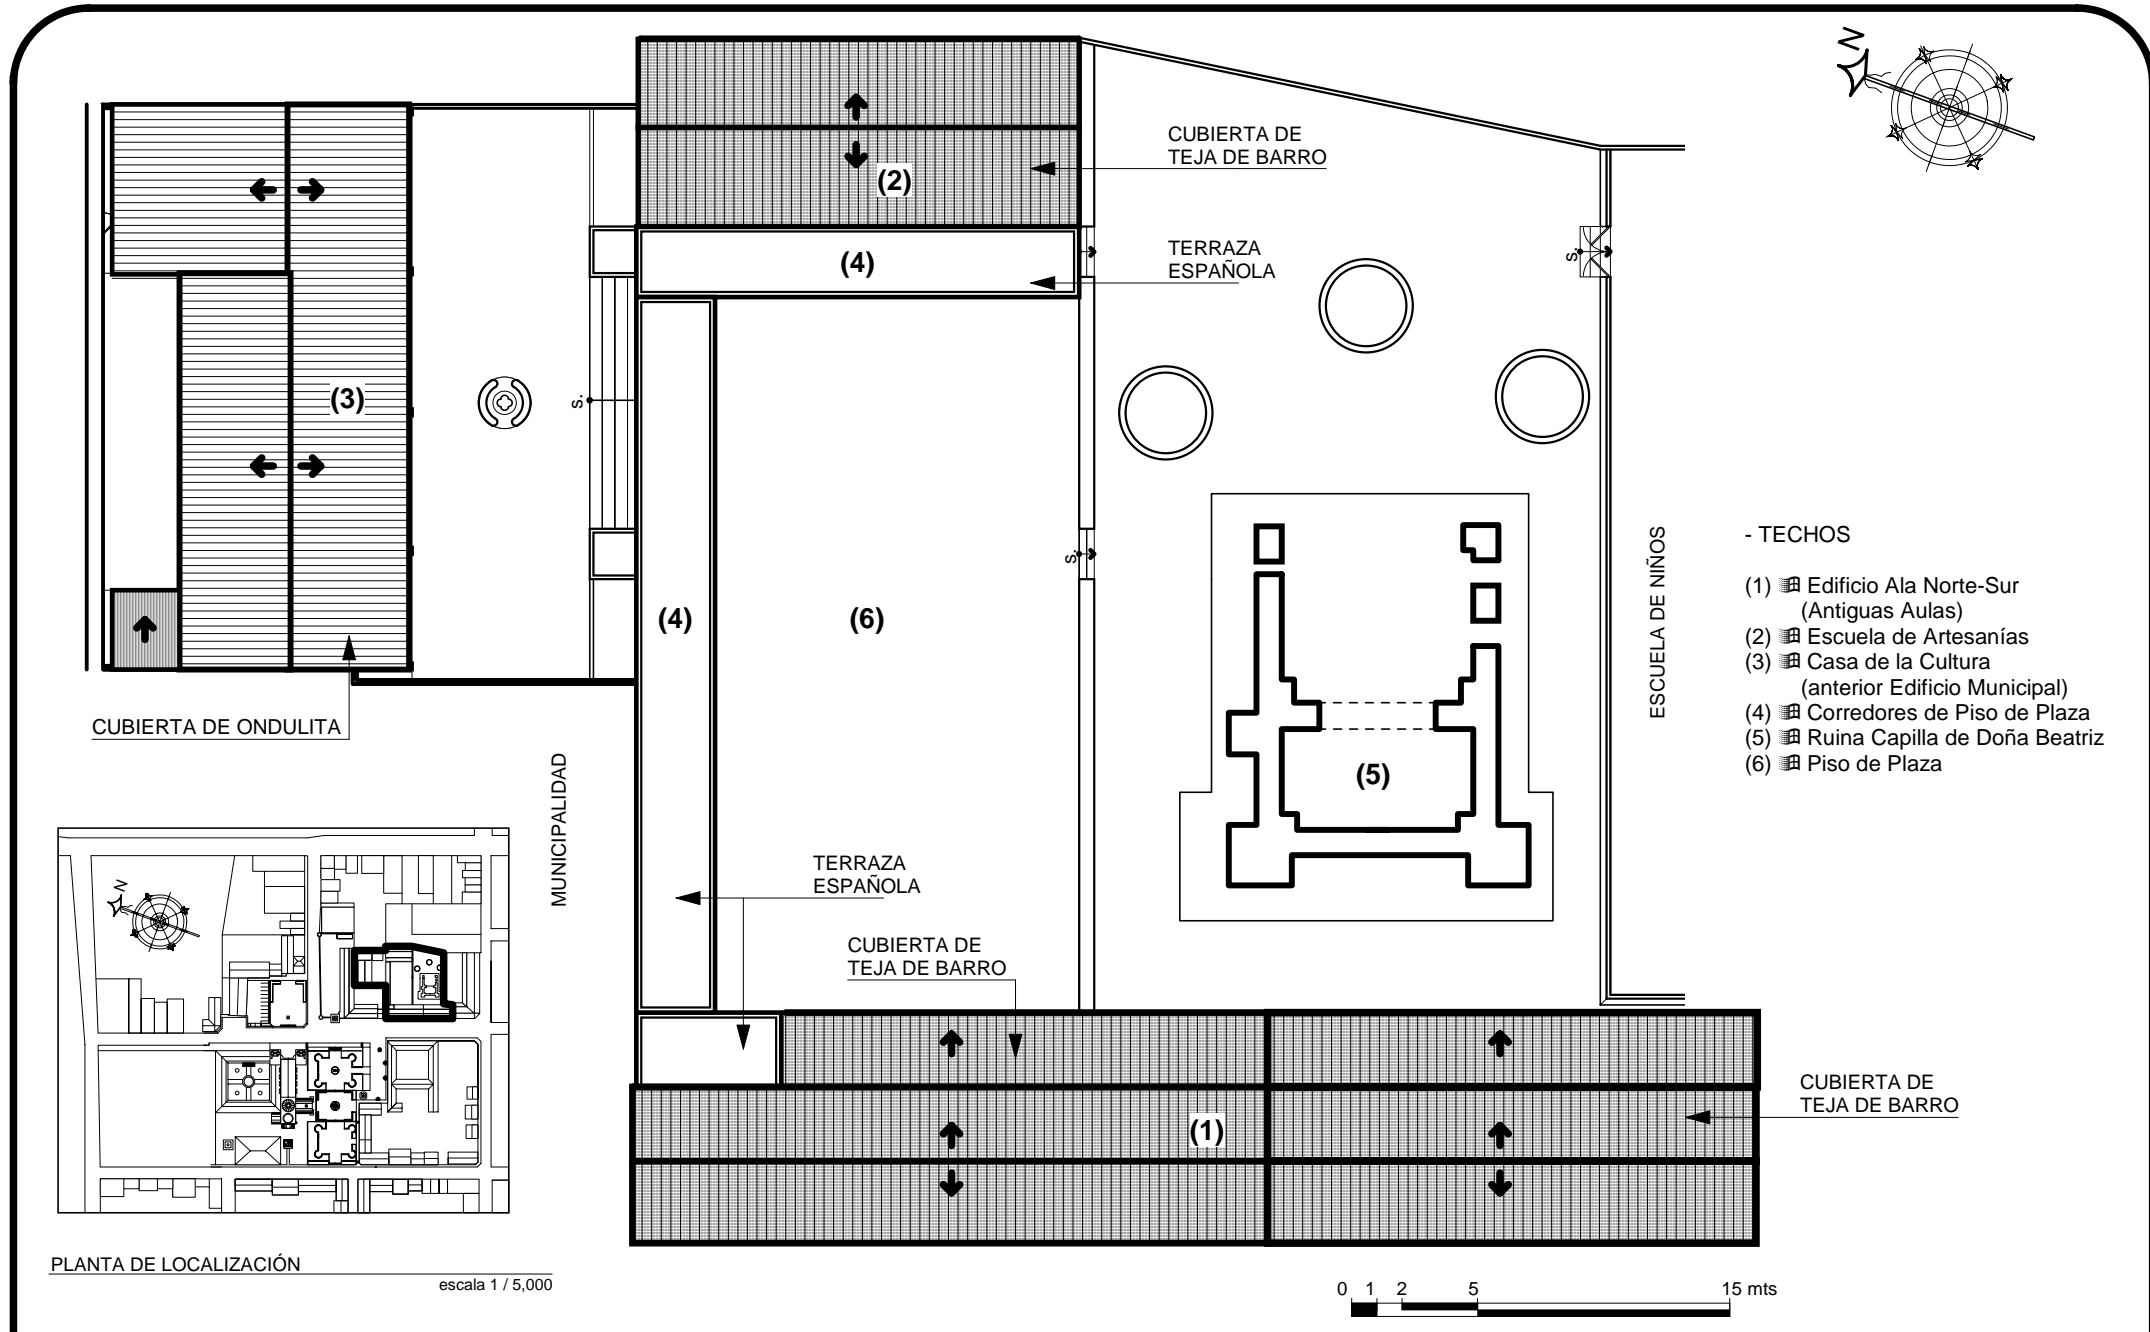 N
CUBIERTA DE
TEJA DE BARRO
(2)
TERRAZA
ESPAÑOLA
(4)
s.
(3)
s.
s.
(4)
(6)
(5)
ESCUELA DE NIÑOS
- TECHOS
(1) Edificio Ala Norte-Sur
(Antiguas Aulas)
(2) Escuela de Artesanías
(3) Casa de la Cultura
(anterior Edificio Municipal)
(4) Corredores de Piso de Plaza
(5) Ruina Capilla de Doña Beatriz
(6) Piso de Plaza
CUBIERTA DE ONDULITA
MUNICIPALIDAD
TERRAZA
ESPAÑOLA
CUBIERTA DE
TEJA DE BARRO
N
(1)
CUBIERTA DE
TEJA DE BARRO
PLANTA DE LOCALIZACIÓN
escala 1 / 5,000
0 1 2 5 15 mts